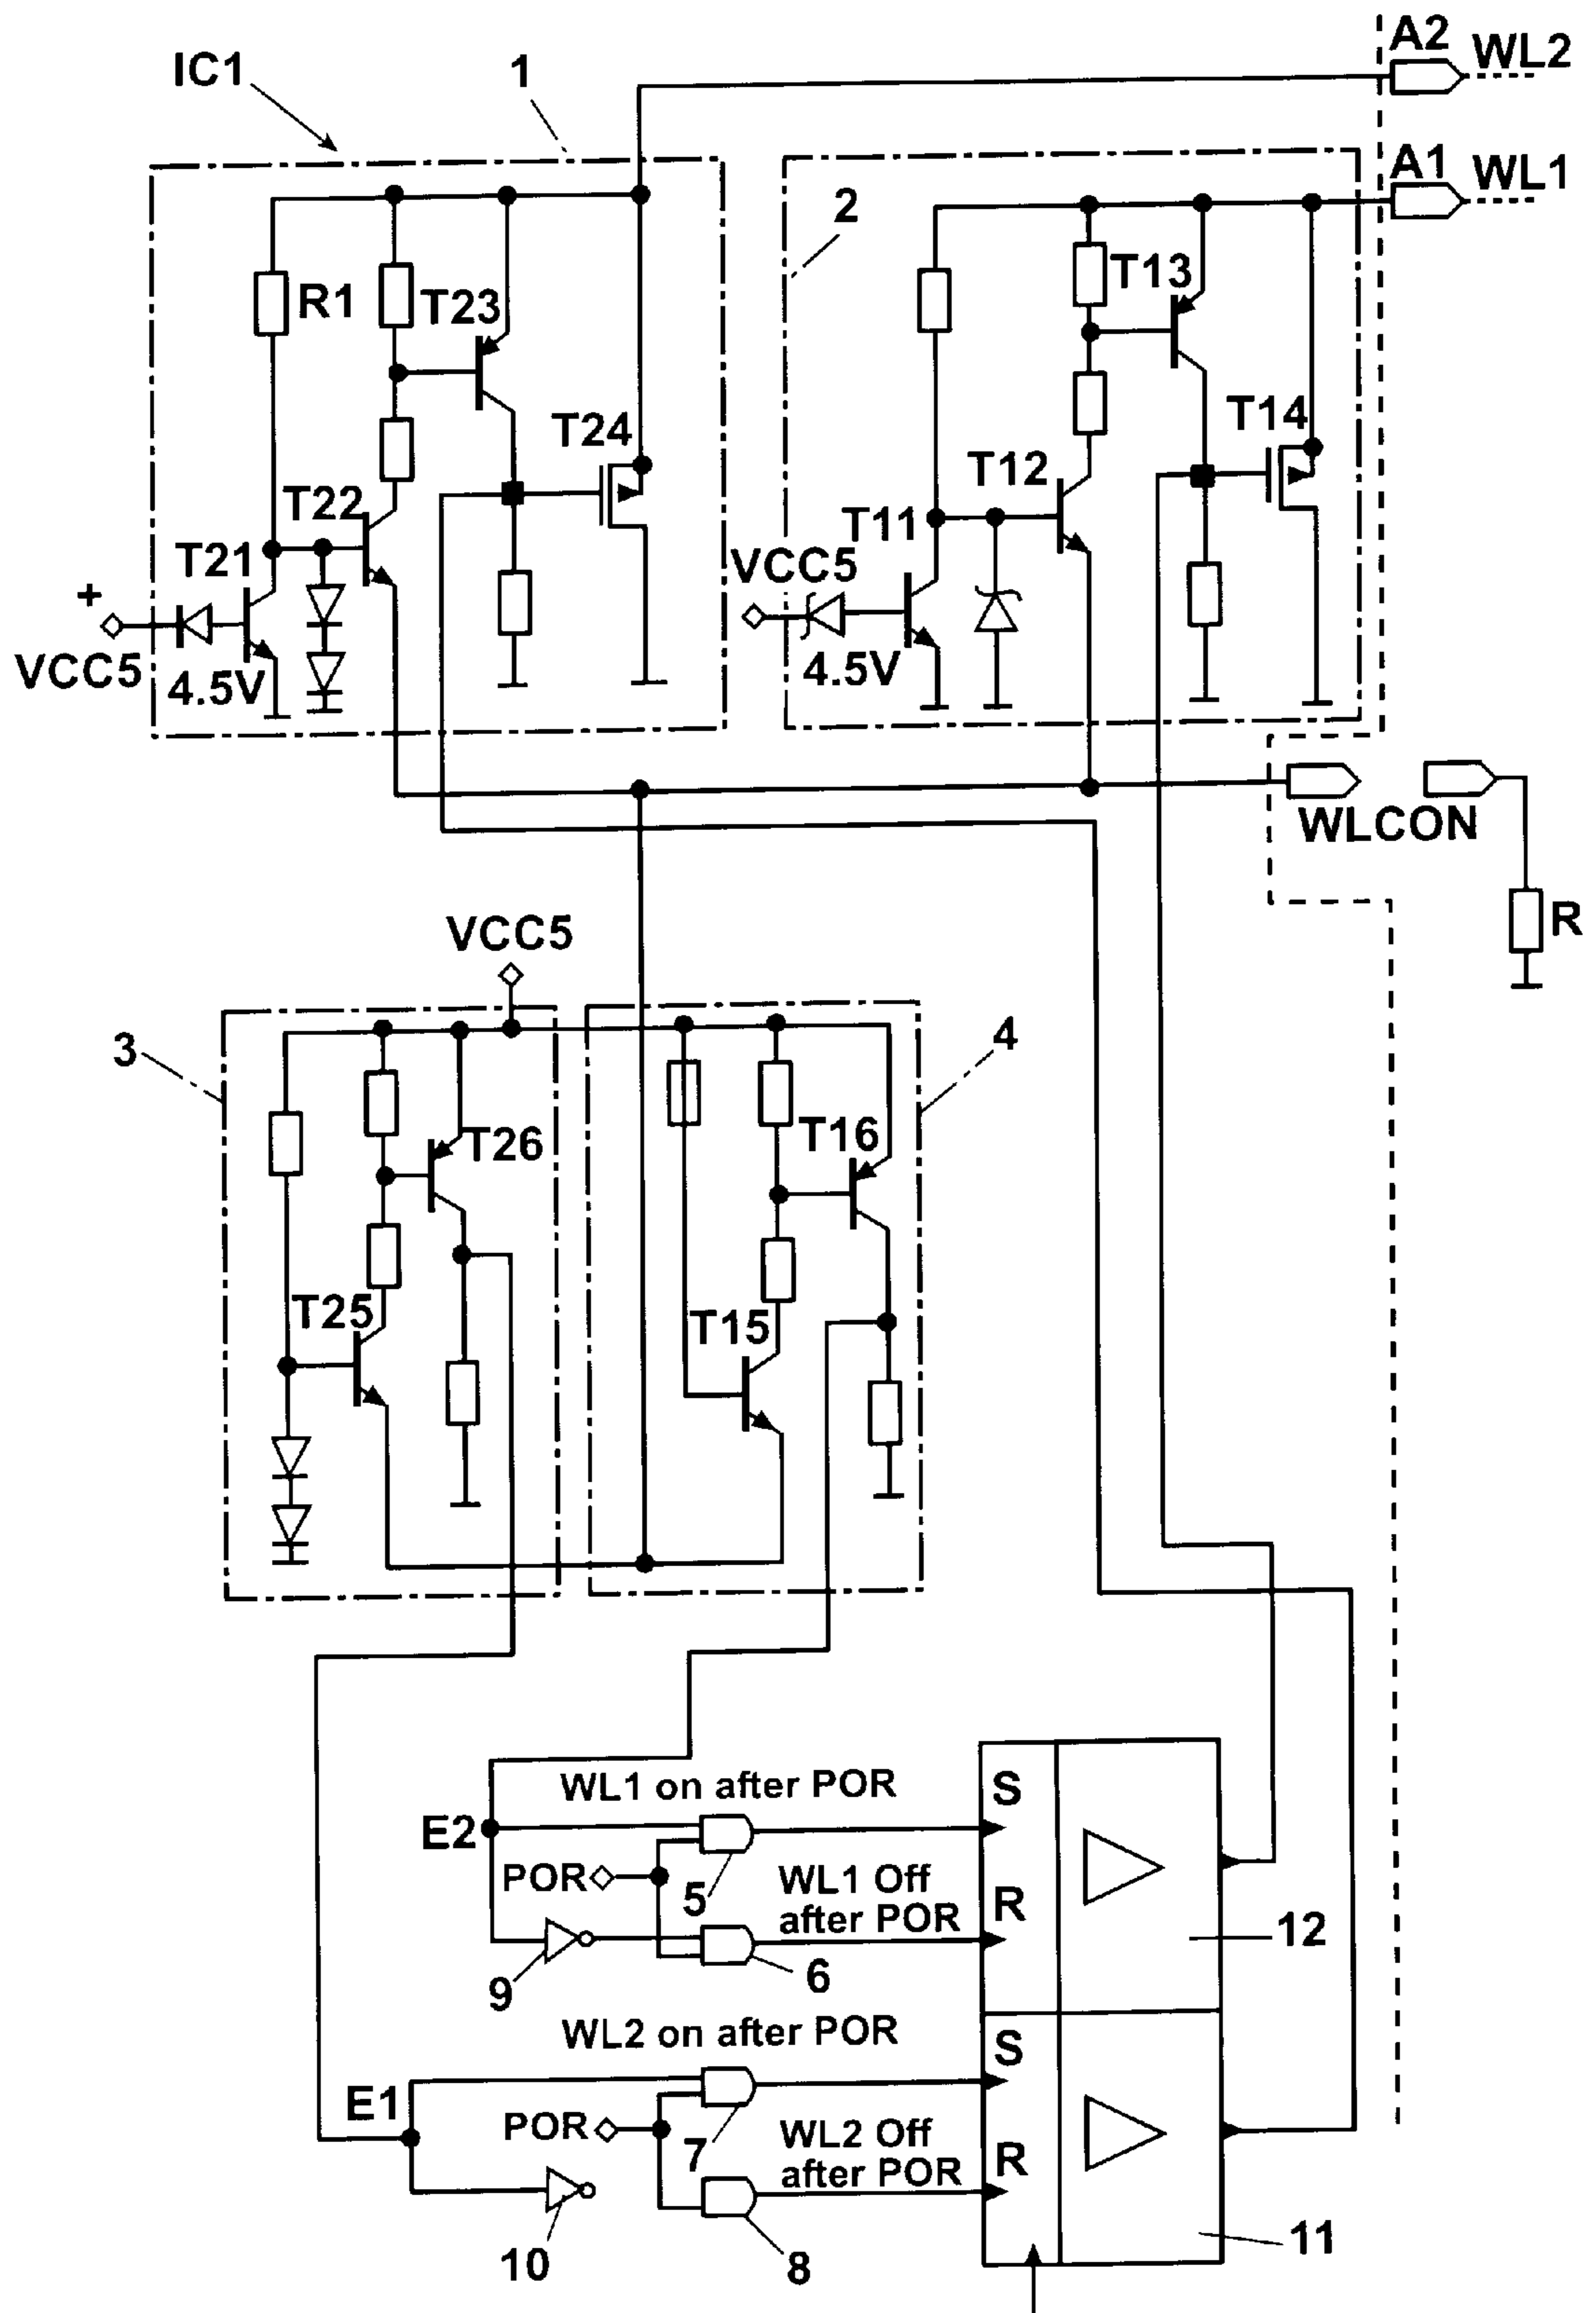 A2 WL2
IC1
1
A1 WL1
2
T13
R1
T23
T14
T24
T12
T22
T11
T21
VCC5
+
VCC5
4.5V
4.5V
WLCON
R
VCC5
3
4
T26
T16
T25
T15
WL1 on after POR
S
E2
POR
5
WL1 Off
after POR
R
12
9
6
WL2 on after POR
S
E1
POR
7
WL2 Off
after POR
R
11
10
8